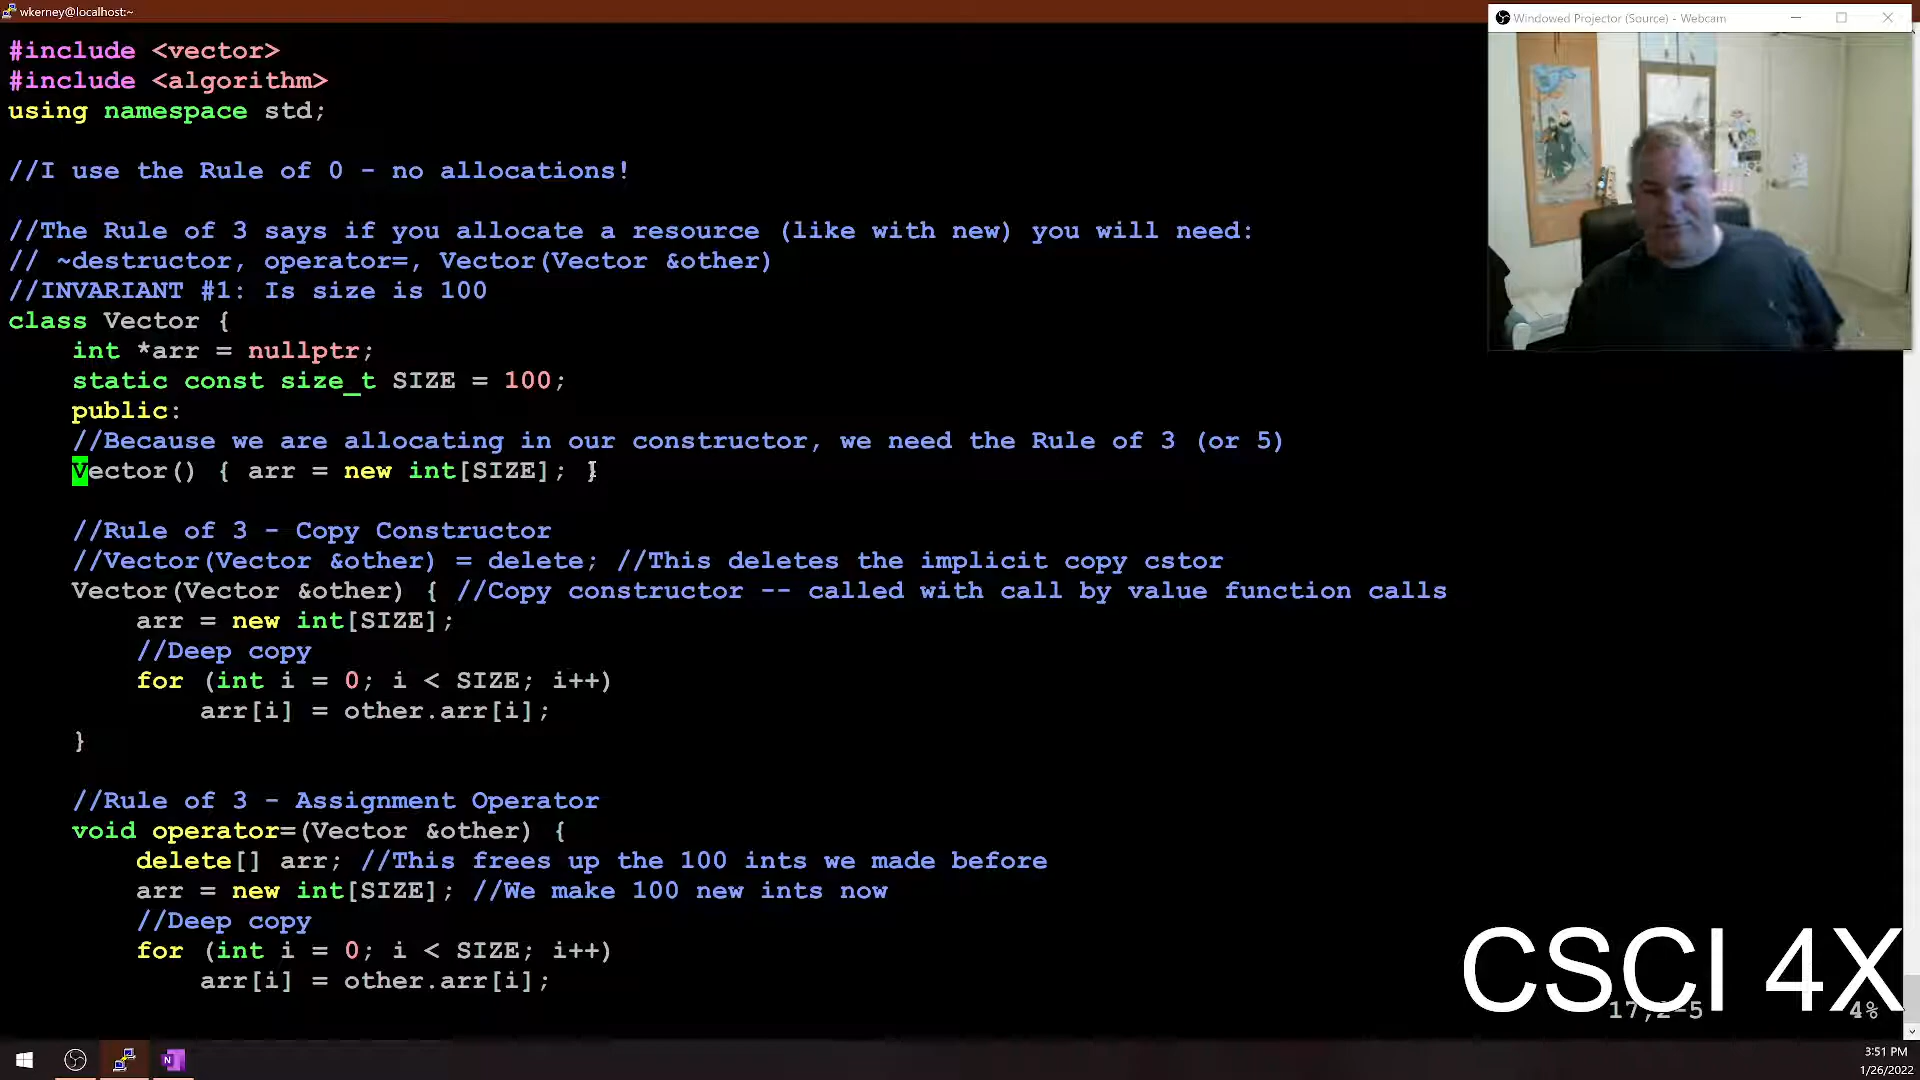 wkerney@localhost:~
Windowed Projector (Source) - Webcam
#include <vector>
#include <algorithm>
using namespace std;
//I use the Rule of 0 - no allocations!
//The Rule of 3 says if you allocate a resource (like with new) you will need:
// ~destructor, operator=, Vector(Vector &other)
//INVARIANT #1: Is size is 100
class Vector {
int *arr = nullptr;
static const size_t SIZE = 100;
public:
//Because we are allocating in our constructor, we need the Rule of 3 (or 5)
Vector() { arr = new int[SIZE]; }
//Rule of 3 - Copy Constructor
//Vector(Vector &other) = delete; //This deletes the implicit copy cstor
Vector(Vector &other) { //Copy constructor -- called with call by value function calls
arr = new int[SIZE];
//Deep copy
for (int i = 0; i < SIZE; i++)
arr[i] = other.arr[i];
}
//Rule of 3 - Assignment Operator
void operator=(Vector &other) {
delete[] arr; //This frees up the 100 ints we made before
arr = new int[SIZE]; //We make 100 new ints now
//Deep copy
for (int i = 0; i < SIZE; i++)
arr[i] = other.arr[i];
CSCI 4X
17,2-5
4%
3:51 PM
1/26/2022